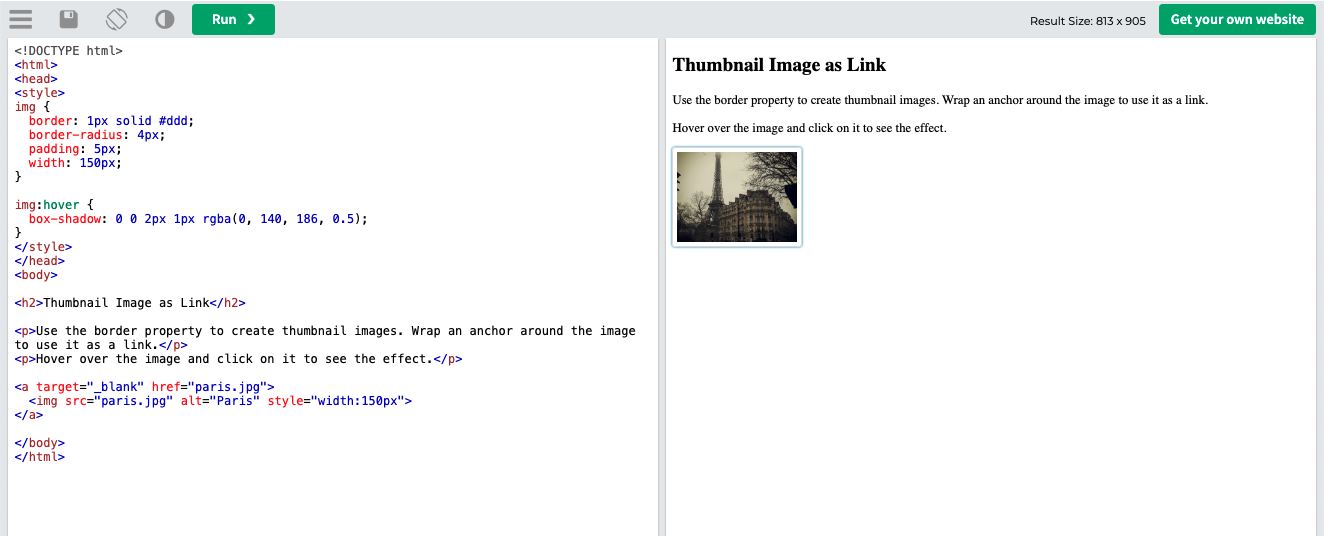 Run ❯
Result Size: 813 x 905
Get your own website
<!DOCTYPE html>
<html>
<head>
<style>
img {
  border: 1px solid #ddd;
  border-radius: 4px;
  padding: 5px;
  width: 150px;
}

img:hover {
  box-shadow: 0 0 2px 1px rgba(0, 140, 186, 0.5);
}
</style>
</head>
<body>

<h2>Thumbnail Image as Link</h2>

<p>Use the border property to create thumbnail images. Wrap an anchor around the image
to use it as a link.</p>
<p>Hover over the image and click on it to see the effect.</p>

<a target="_blank" href="paris.jpg">
  <img src="paris.jpg" alt="Paris" style="width:150px">
</a>

</body>
</html>
Thumbnail Image as Link
Use the border property to create thumbnail images. Wrap an anchor around the image to use it as a link.
Hover over the image and click on it to see the effect.